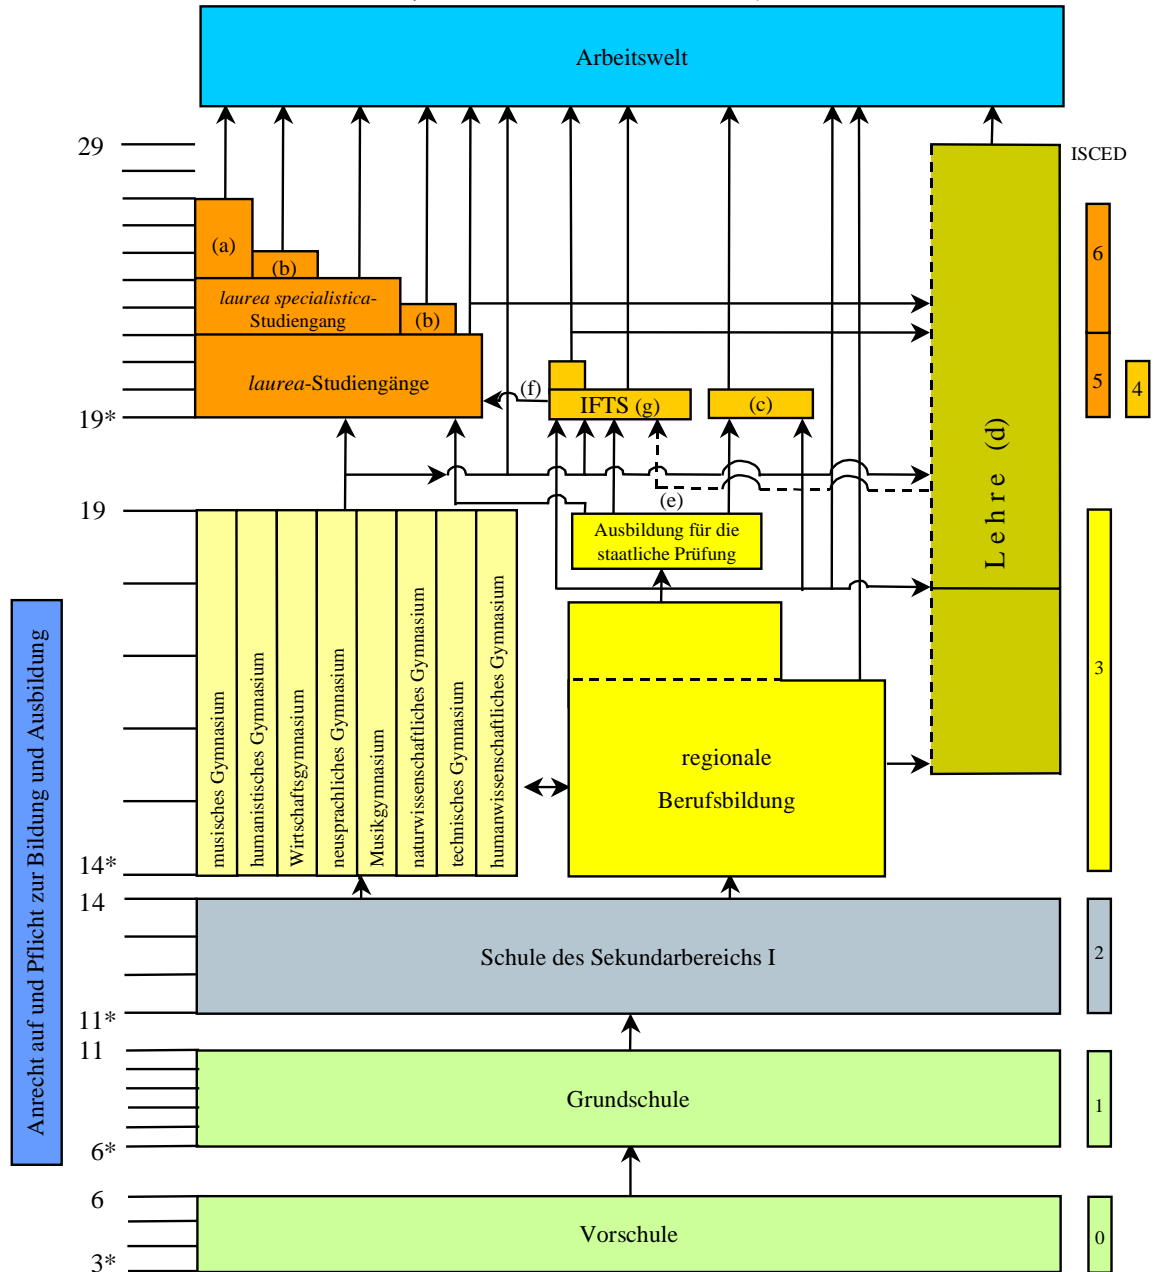 Arbeitswelt
29
ISCED
(a)
(b)
6
laurea specialistica-
Studiengang
(b)
laurea-Studiengänge
(f)
IFTS (g)
(c)
5
4
19*
Lehre (d)
(e)
19
Ausbildung für die
staatliche Prüfung
Anrecht auf und Pflicht zur Bildung und Ausbildung
musisches Gymnasium
humanistisches Gymnasium
Wirtschaftsgymnasium
neusprachliches Gymnasium
Musikgymnasium
naturwissenschaftliches Gymnasium
technisches Gymnasium
humanwissenschaftliches Gymnasium
regionale
Berufsbildung
3
14*
14
Schule des Sekundarbereichs I
2
11*
11
Grundschule
1
6*
6
Vorschule
0
3*